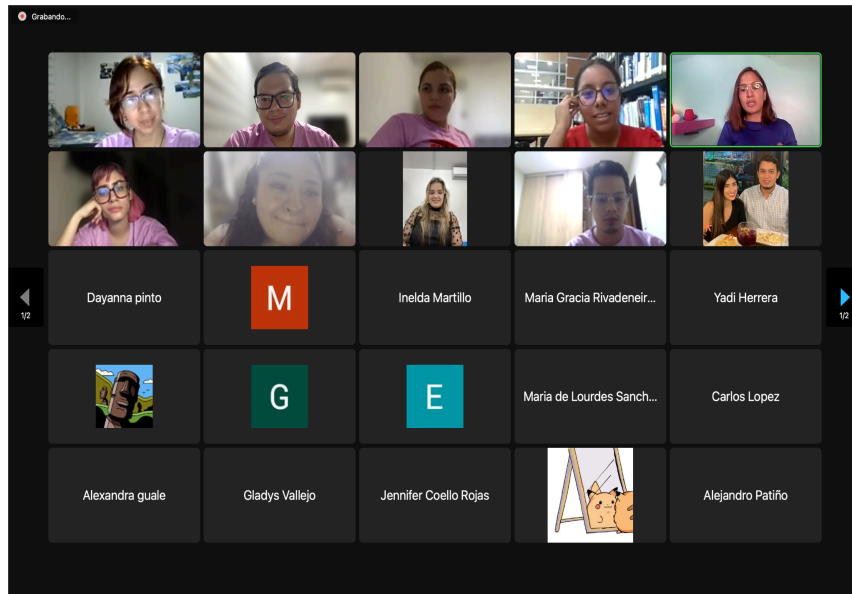 Grabando...
1/2
1/2
Dayanna pinto
M
Inelda Martillo
Maria Gracia Rivadeneir...
Yadi Herrera
G
E
Maria de Lourdes Sanch...
Carlos Lopez
Alexandra guale
Gladys Vallejo
Jennifer Coello Rojas
Alejandro Patiño